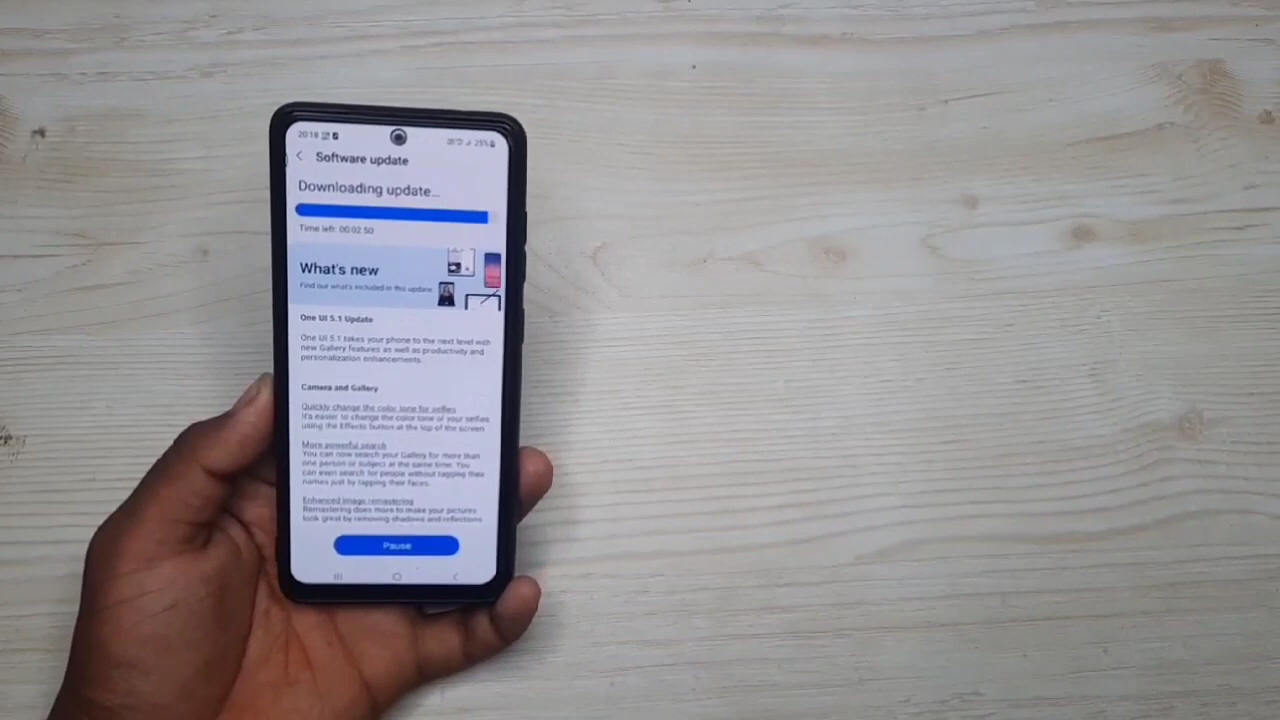 20:18
25%
Software update
Downloading update...
Time left: 00:02:50
What's new
Find out what's included in this update.
One UI 5.1 Update
One UI 5.1 takes your phone to the next level with
new Gallery features as well as productivity and
personalization enhancements.
Camera and Gallery
Quickly change the color tone for selfies
It's easier to change the color tone of your selfies
using the Effects button at the top of the screen
More powerful search
You can now search your Gallery for more than
one person or subject at the same time. You
can even search for people without tagging their
names just by tapping their faces.
Enhanced image remastering
Remastering does more to make your pictures
look great by removing shadows and reflections
Pause